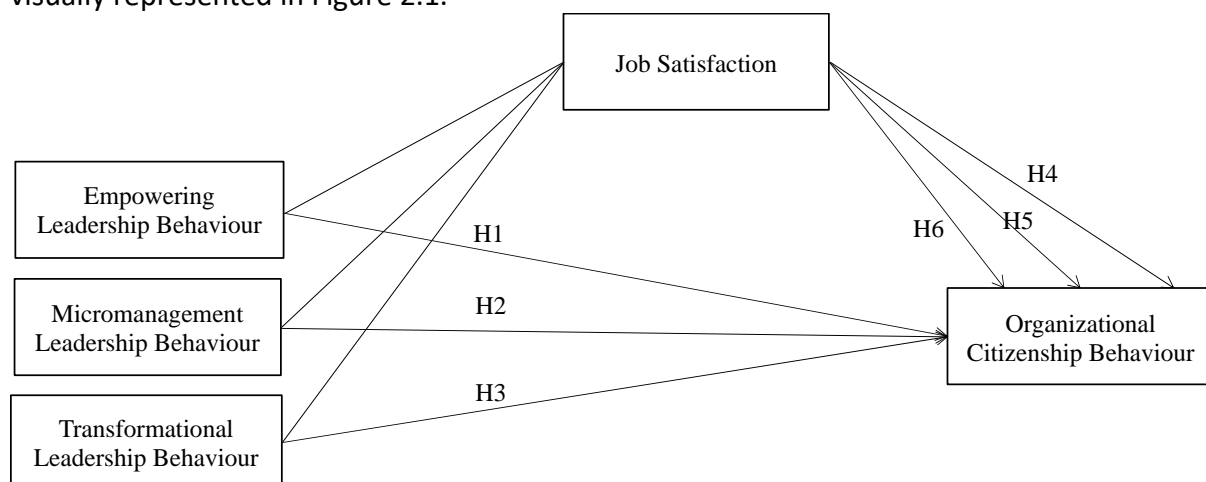 visually represented in Figure 2.1.
Job Satisfaction
Empowering
Leadership Behaviour
Micromanagement
Leadership Behaviour
Transformational
Leadership Behaviour
H1
H2
H3
H4
H5
H6
Organizational
Citizenship Behaviour